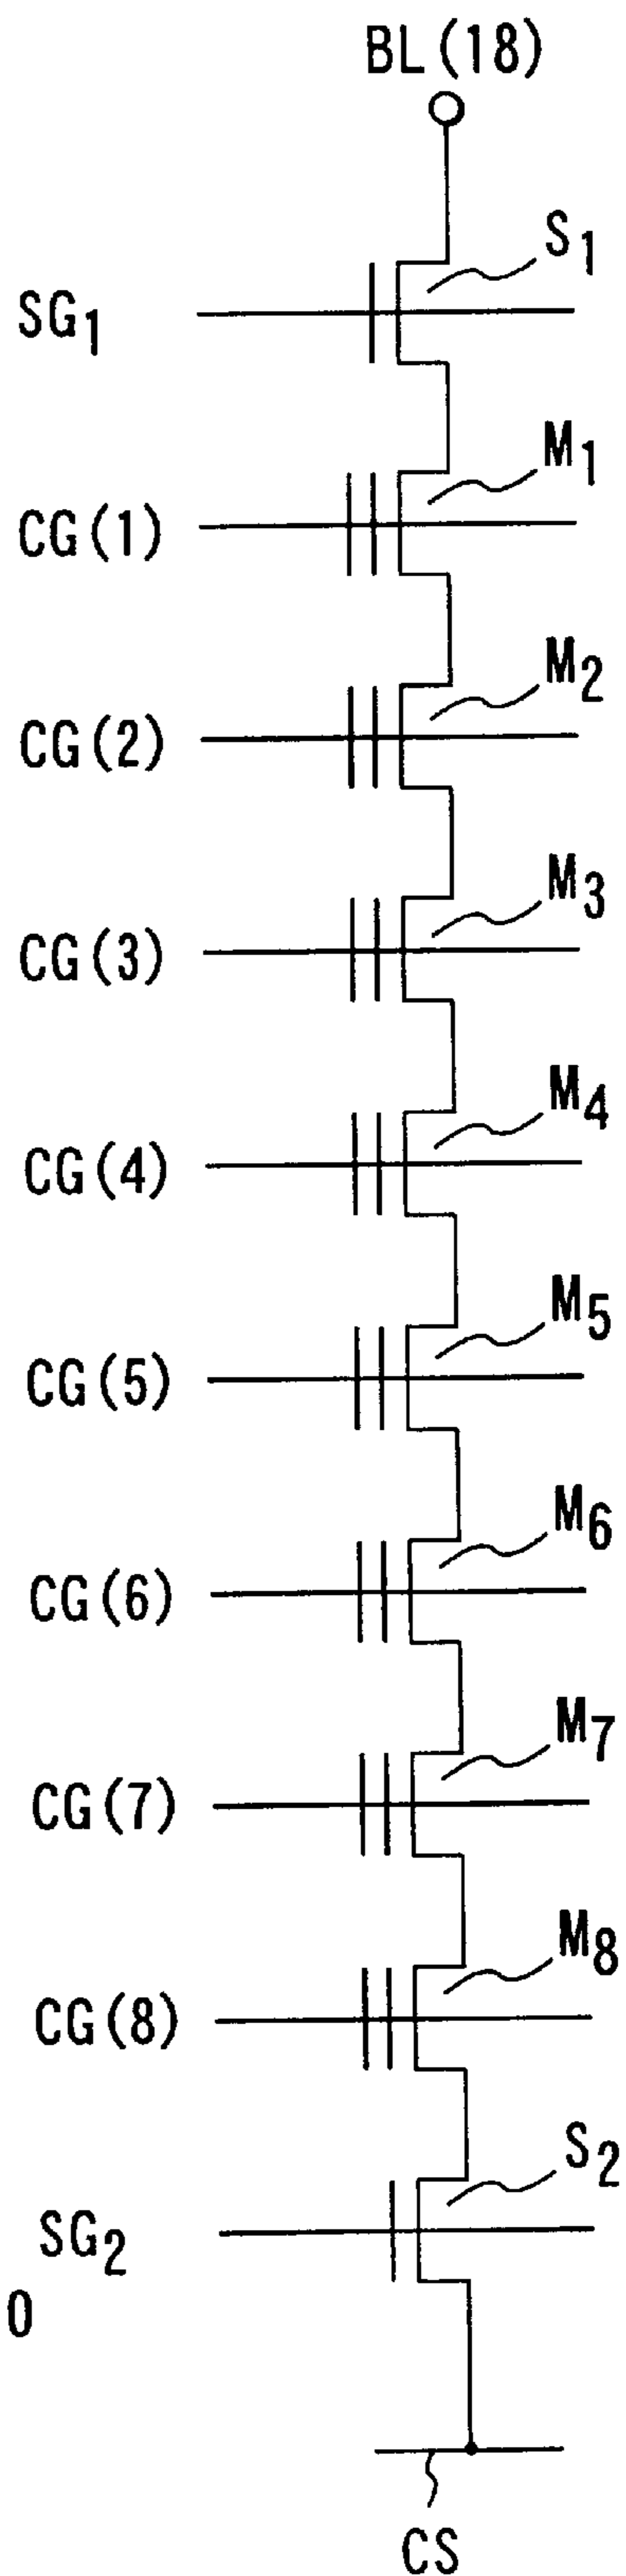 BL(18)
S1
SG1
M1
CG(1)
M2
CG(2)
M3
CG(3)
M4
CG(4)
M5
CG(5)
M6
CG(6)
M7
CG(7)
M8
CG(8)
S2
SG2
0
CS